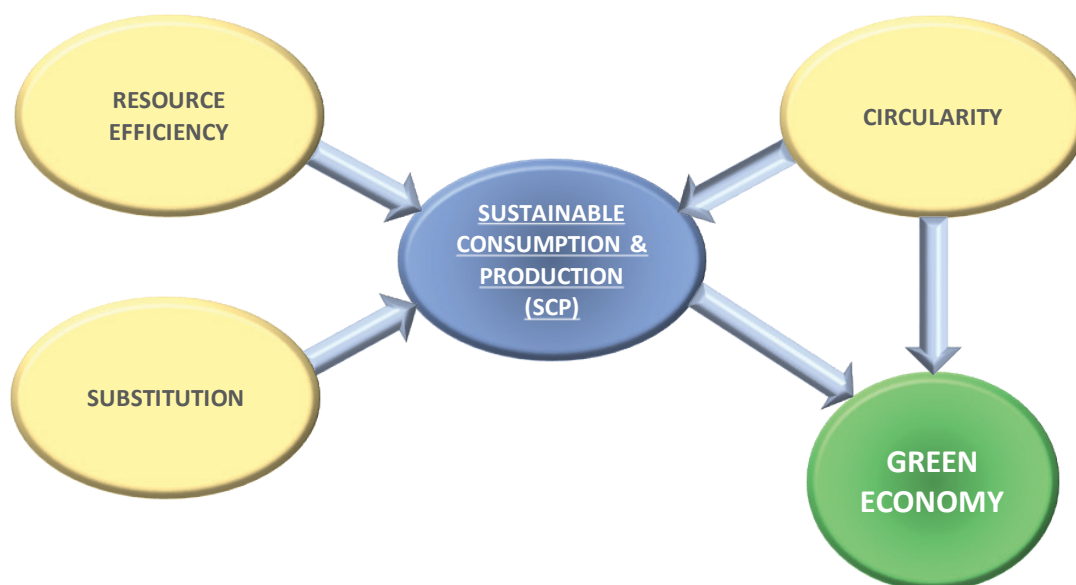 RESOURCE
EFFICIENCY
CIRCULARITY
SUSTAINABLE
CONSUMPTION &
PRODUCTION
(SCP)
SUBSTITUTION
GREEN
ECONOMY